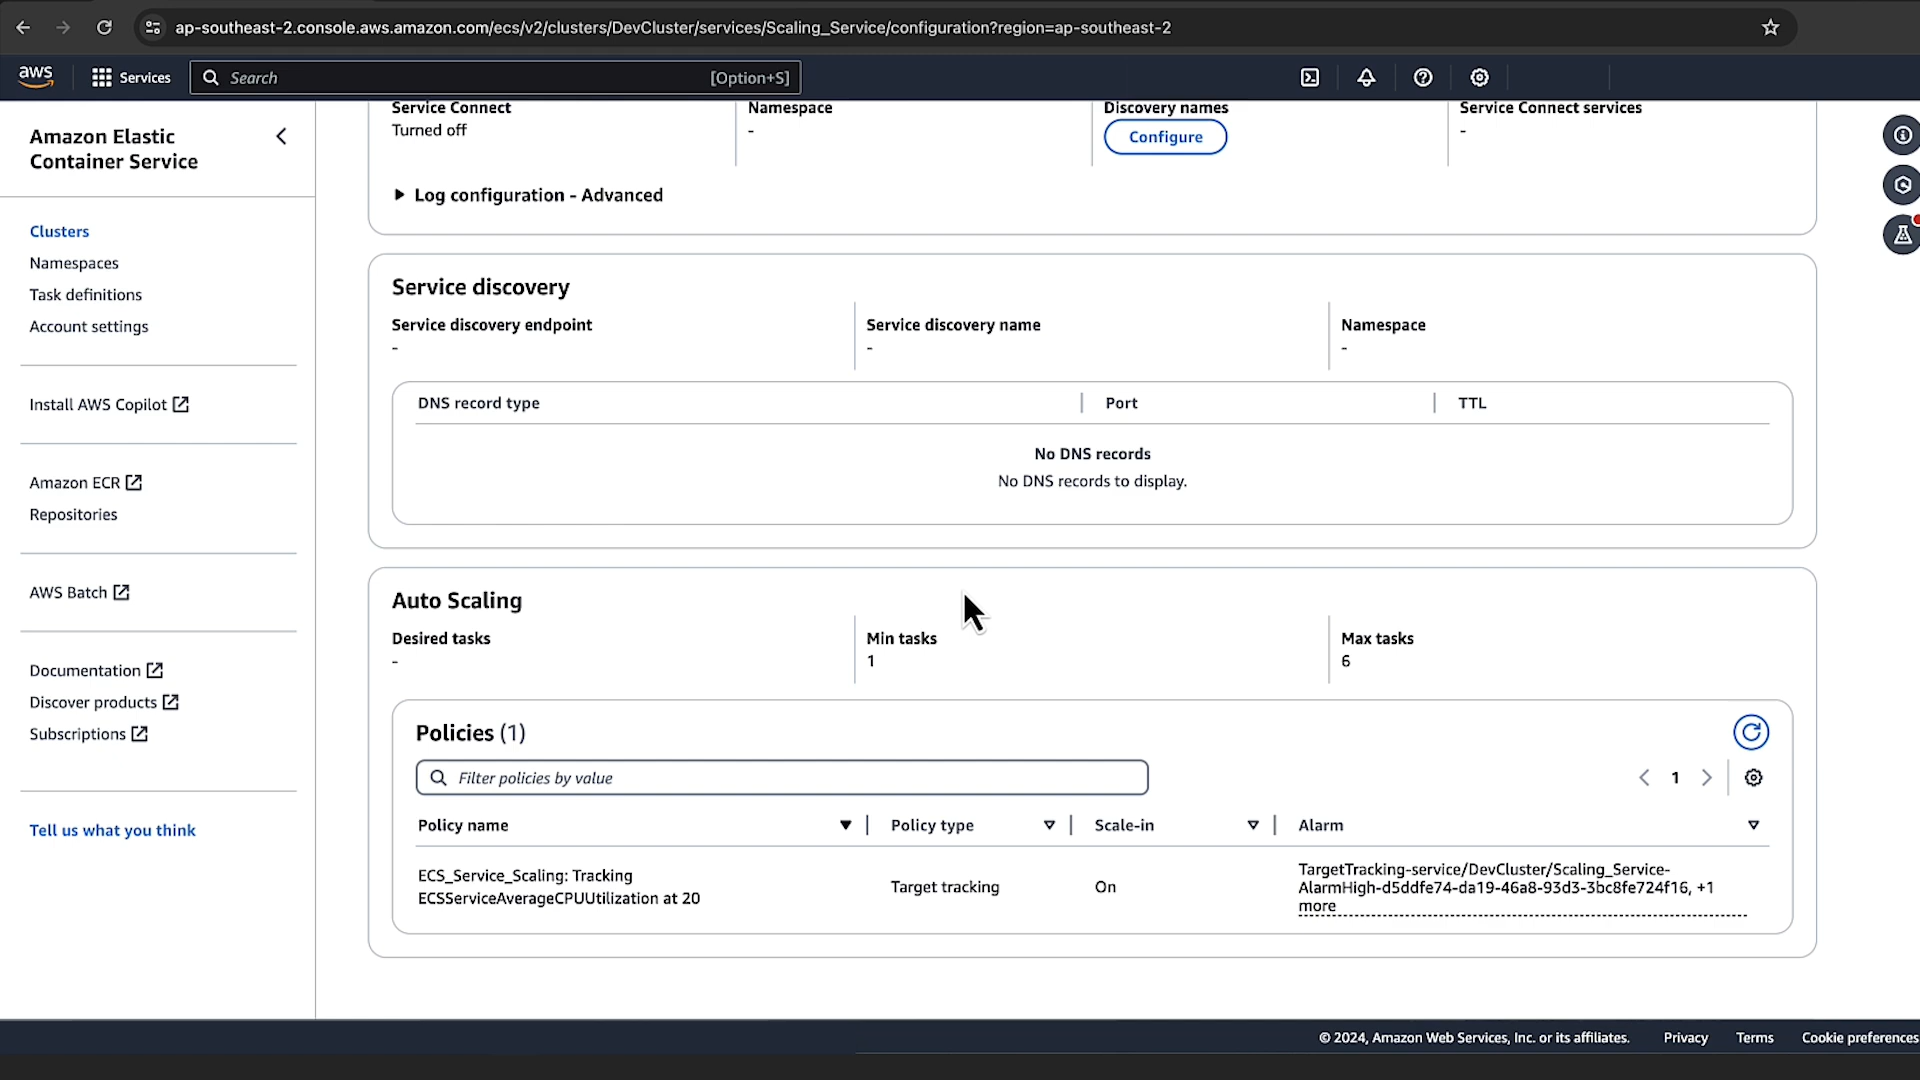 ap-southeast-2.console.aws.amazon.com/ecs/v2/clusters/DevCluster/services/Scaling_Service/configuration?region=ap-southeast-2
aws
Services
Search
[Option+S]
Amazon Elastic
Container Service
Clusters
Namespaces
Task definitions
Account settings
Install AWS Copilot
Amazon ECR
Repositories
AWS Batch
Documentation
Discover products
Subscriptions
Tell us what you think
Service Connect
Turned off
Namespace
-
Discovery names
Configure
Service Connect services
-
Log configuration - Advanced
Service discovery
Service discovery endpoint
-
Service discovery name
-
Namespace
-
DNS record type
Port
TTL
No DNS records
No DNS records to display.
Auto Scaling
Desired tasks
-
Min tasks
1
Max tasks
6
Policies (1)
Filter policies by value
1
Policy name
Policy type
Scale-in
Alarm
ECS_Service_Scaling: Tracking
ECSServiceAverageCPUUtilization at 20
Target tracking
On
TargetTracking-service/DevCluster/Scaling_Service-
AlarmHigh-d5ddfe74-da19-46a8-93d3-3bc8fe724f16, +1
more
© 2024, Amazon Web Services, Inc. or its affiliates.
Privacy
Terms
Cookie preferences